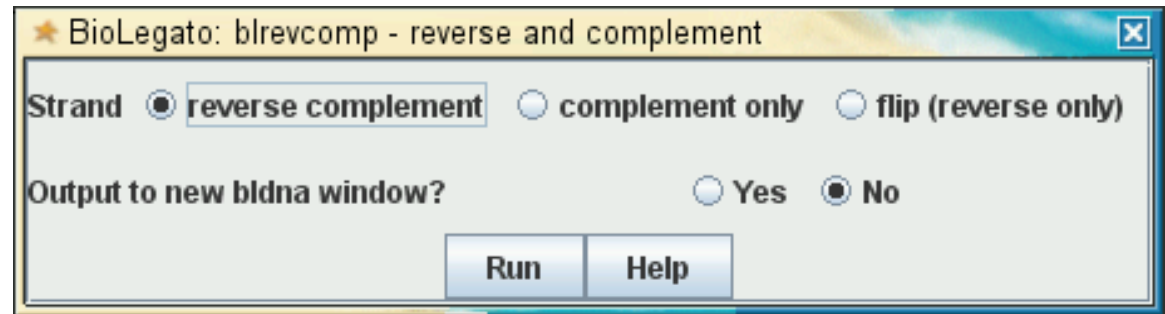 BioLegato: blrevcomp - reverse and complement
Strand reverse complement complement only flip (reverse only)
Output to new bldna window? Yes No
Run Help